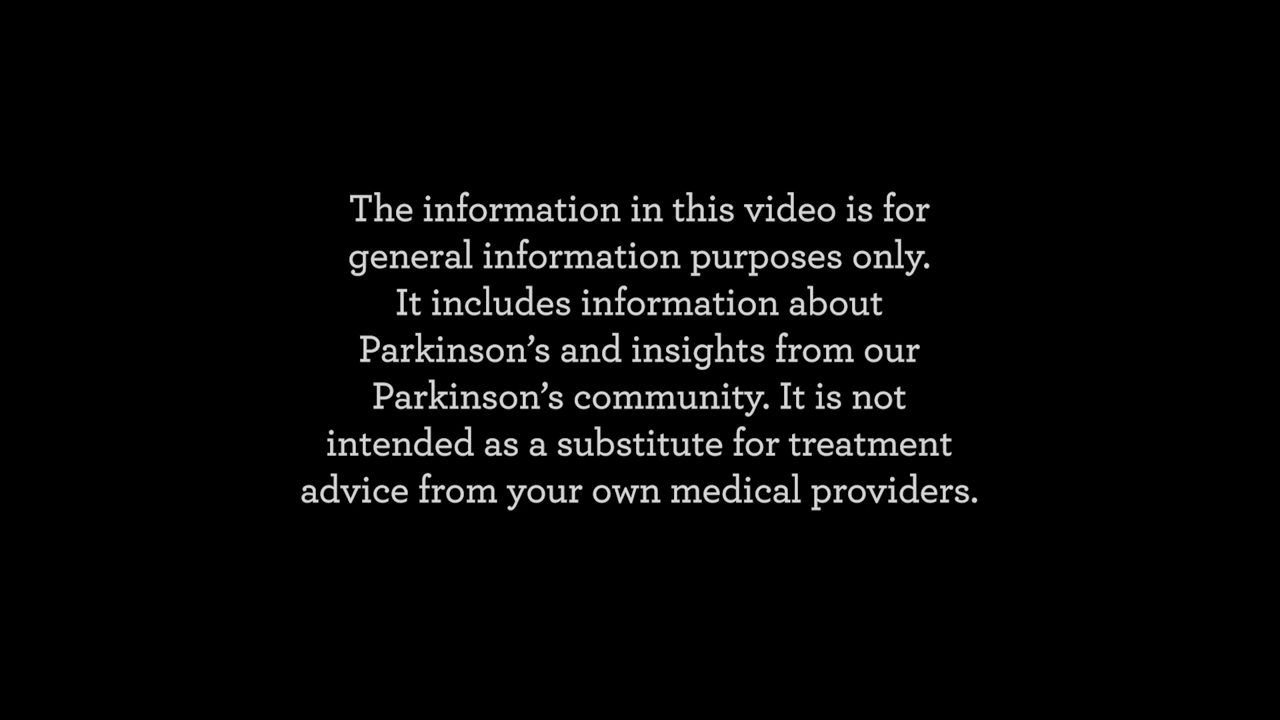 The information in this video is for
general information purposes only.
It includes information about
Parkinson’s and insights from our
Parkinson’s community. It is not
intended as a substitute for treatment
advice from your own medical providers.